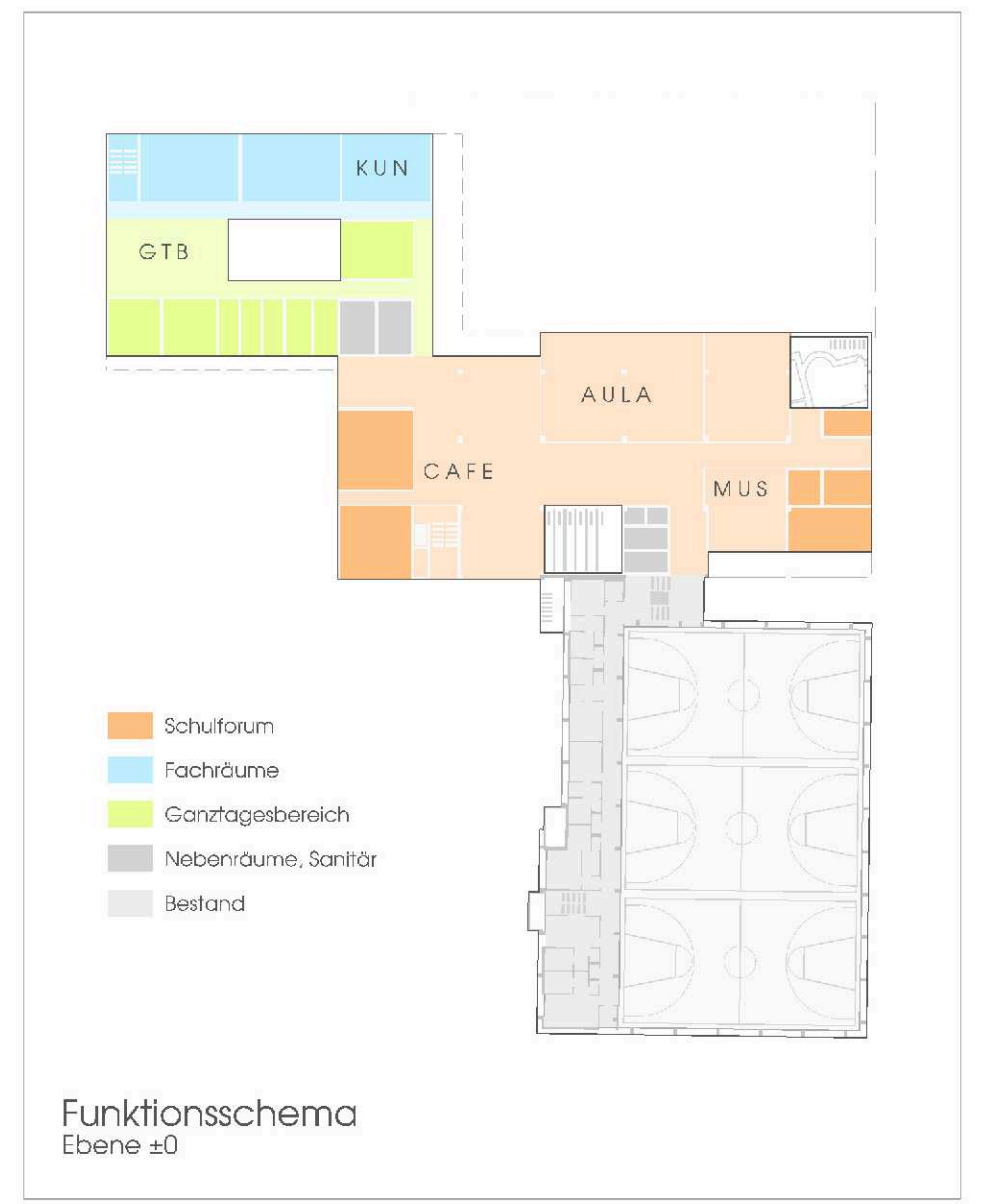 KUN
GTB
AULA
CAFE
MUS
Schulforum
Fachräume
Ganztagesbereich
Nebenräume, Sanitär
Bestand
Funktionsschema
Ebene ±0